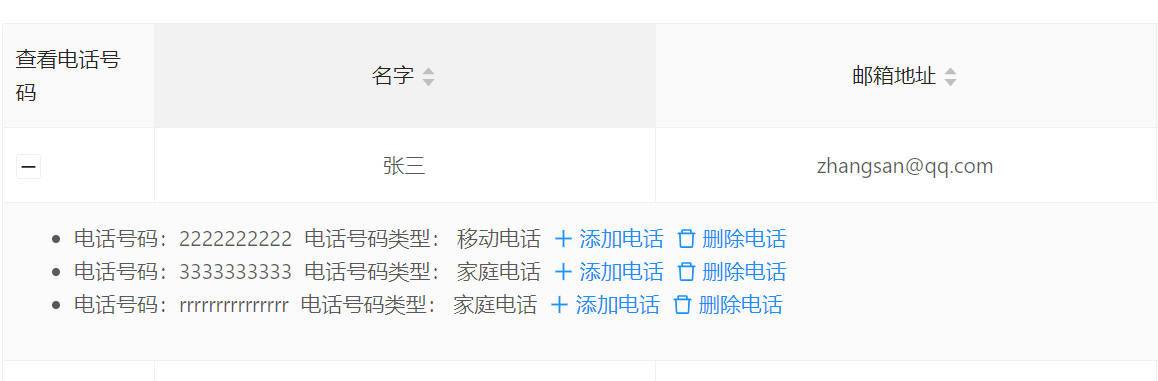 查看电话号
码
名字
邮箱地址
张三
zhangsan@qq.com
电话号码：2222222222 电话号码类型： 移动电话 添加电话 删除电话
电话号码：3333333333 电话号码类型： 家庭电话 添加电话 删除电话
电话号码：rrrrrrrrrrrrrrr 电话号码类型： 家庭电话 添加电话 删除电话